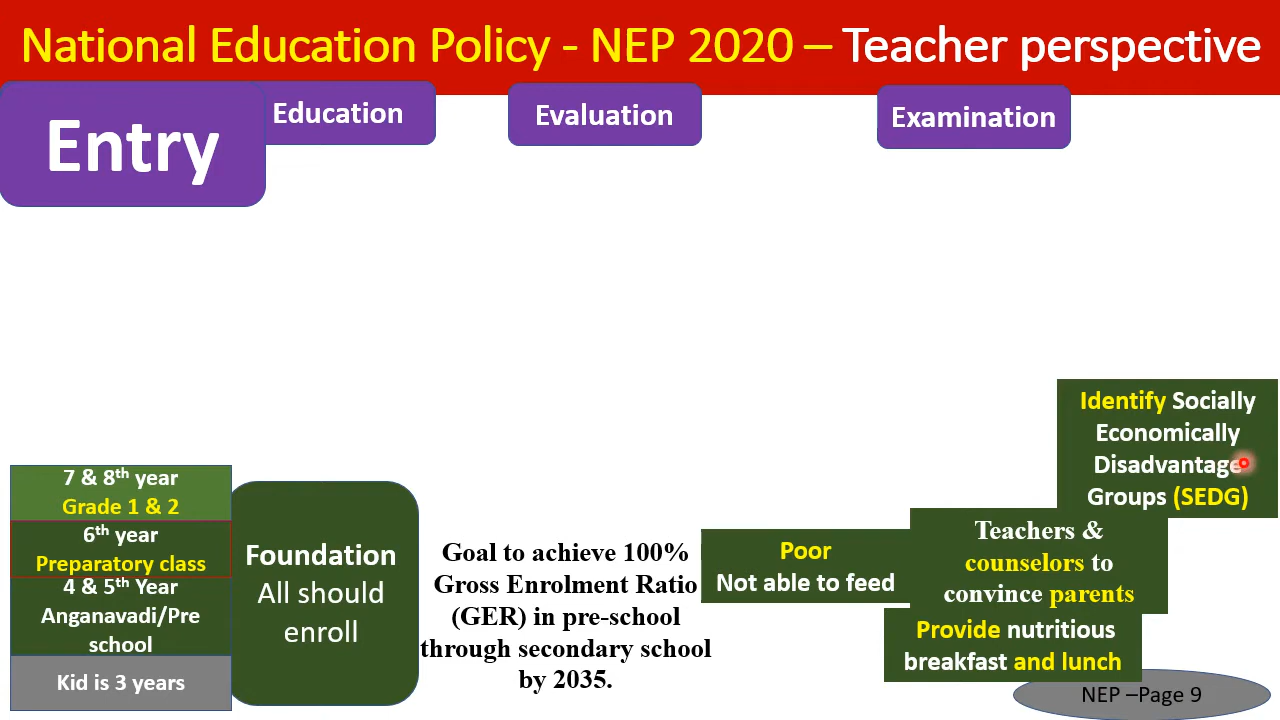 National Education Policy - NEP 2020 – Teacher perspective
Entry
Education
Evaluation
Examination
7 & 8th year
Grade 1 & 2
6th year
Preparatory class
4 & 5th Year
Anganavadi/Pre
school
Kid is 3 years
Foundation
All should
enroll
Goal to achieve 100%
Gross Enrolment Ratio
(GER) in pre-school
through secondary school
by 2035.
Poor
Not able to feed
Identify Socially
Economically
Disadvantage
Groups (SEDG)
Teachers &
counselors to
convince parents
Provide nutritious
breakfast and lunch
NEP –Page 9